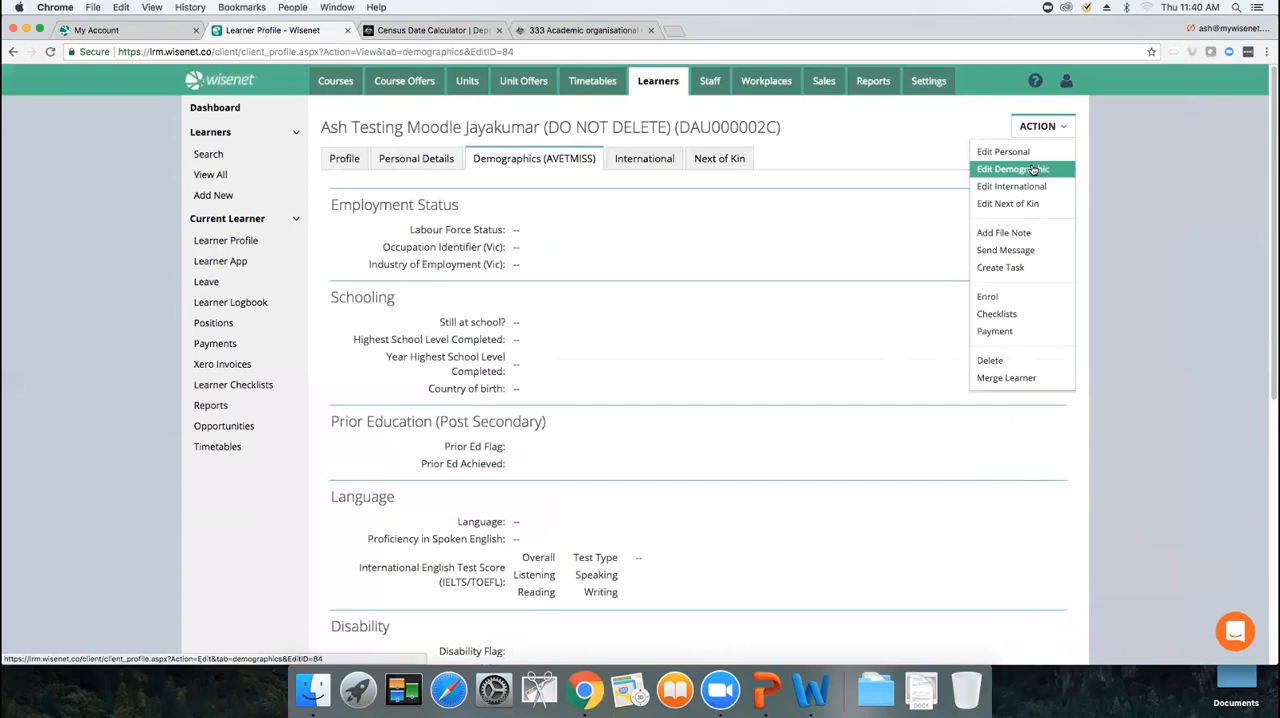 Chrome File Edit View History Bookmarks People Window Help Thu 11:40 AM
My Account × Learner Profile - Wisenet × Census Date Calculator | Dep × 333 Academic organisational × ash@mywisenet....
Secure https://lrm.wisenet.co/client/client_profile.aspx?Action=View&tab=demographics&EditID=84
wisenet Courses Course Offers Units Unit Offers Timetables Learners Staff Workplaces Sales Reports Settings
Dashboard
Learners
Search
View All
Add New
Current Learner
Learner Profile
Learner App
Leave
Learner Logbook
Positions
Payments
Xero Invoices
Learner Checklists
Reports
Opportunities
Timetables
Ash Testing Moodle Jayakumar (DO NOT DELETE) (DAU000002C)
Profile Personal Details Demographics (AVETMISS) International Next of Kin
Employment Status
Labour Force Status: --
Occupation Identifier (Vic): --
Industry of Employment (Vic): --
Schooling
Still at school? --
Highest School Level Completed: --
Year Highest School Level
Completed: --
Country of birth: --
Prior Education (Post Secondary)
Prior Ed Flag:
Prior Ed Achieved:
Language
Language: --
Proficiency in Spoken English: --
International English Test Score
(IELTS/TOEFL):
Overall Test Type --
Listening Speaking
Reading Writing
Disability
Disability Flag:
ACTION
Edit Personal
Edit Demographic
Edit International
Edit Next of Kin
Add File Note
Send Message
Create Task
Enrol
Checklists
Payment
Delete
Merge Learner
https://lrm.wisenet.co/client/client_profile.aspx?Action=Edit&tab=demographics&EditID=84
DOCX
Documents